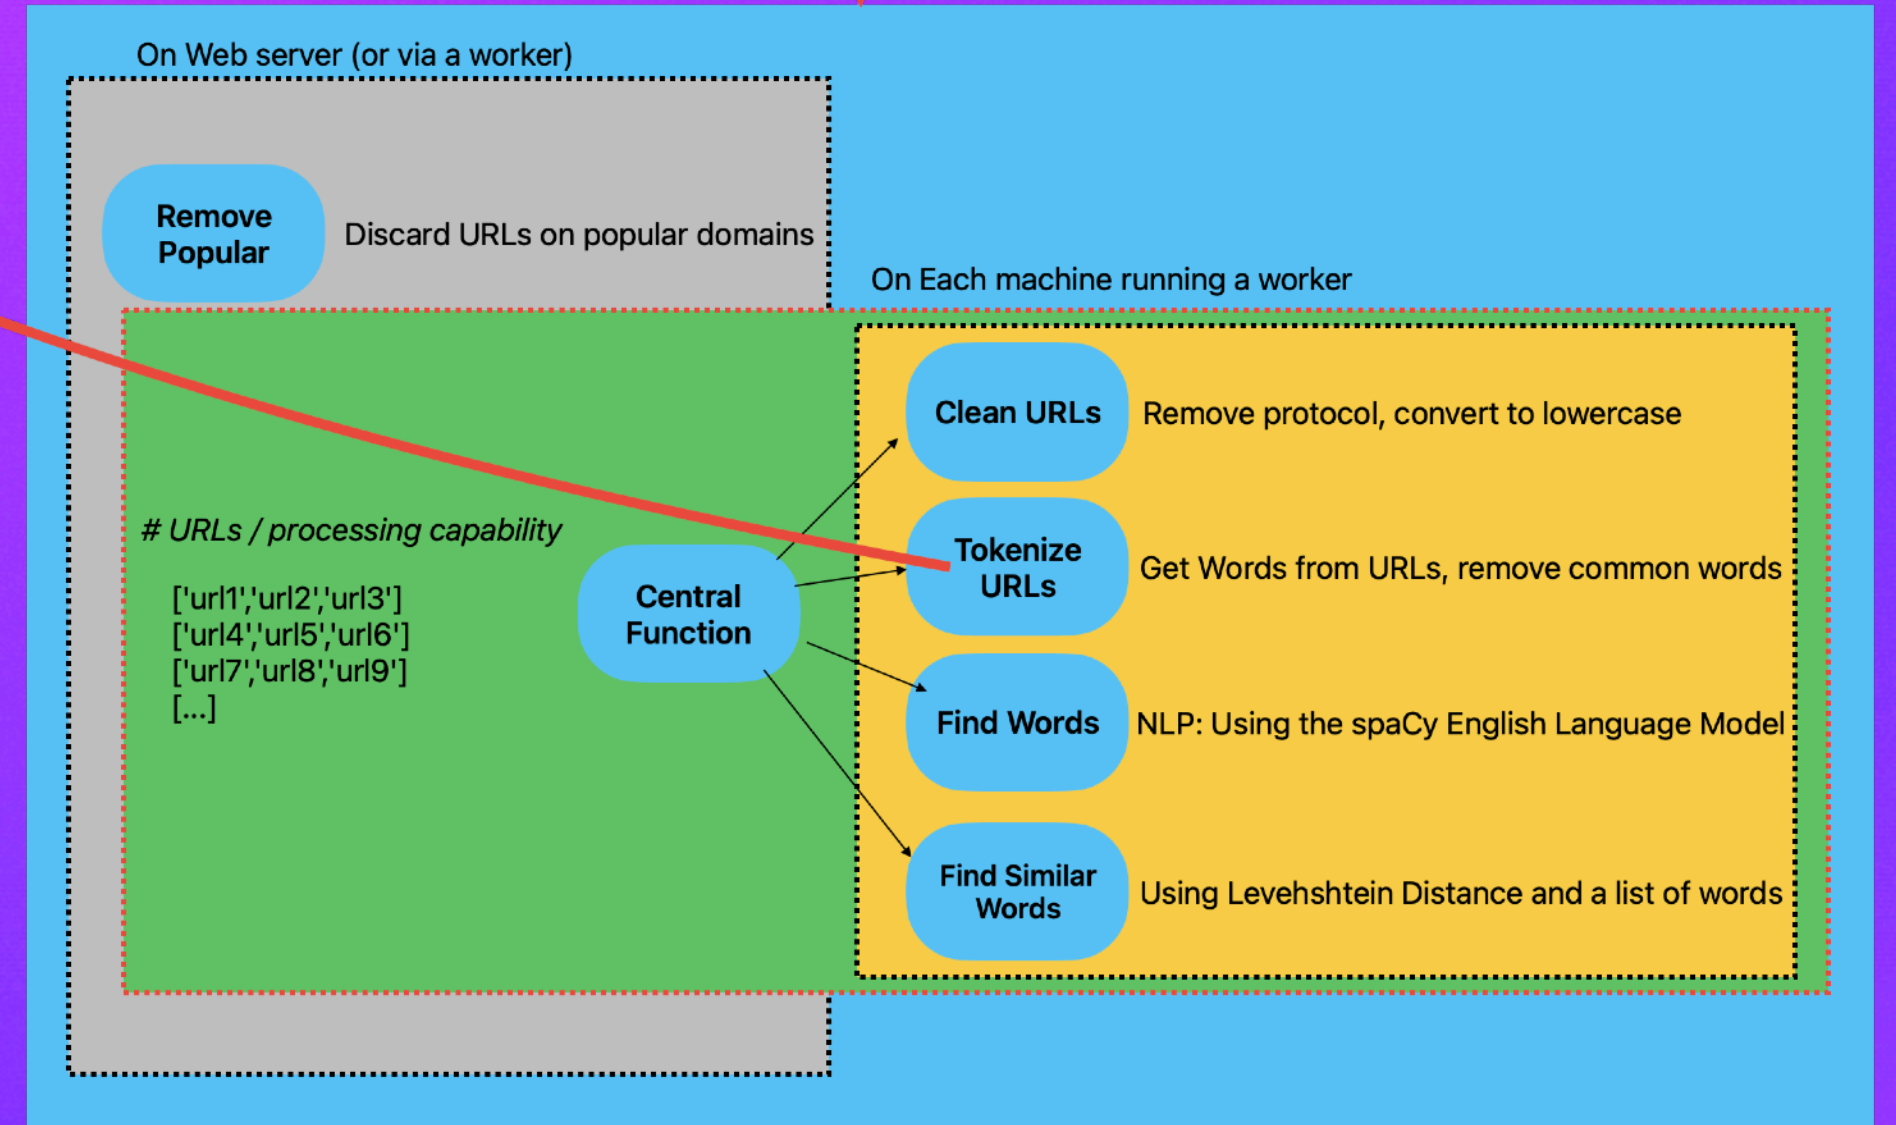 On Web server (or via a worker)
Remove
Popular
Discard URLs on popular domains
On Each machine running a worker
# URLs / processing capability
['url1','url2','url3']
['url4','url5','url6']
['url7','url8''url9']
[...]
Central
Function
Clean URLs
Remove protocol, convert to lowercase
Tokenize
URLs
Get Words from URLs, remove common words
Find Words
NLP: Using the spaCy English Language Model
Find Similar
Words
Using Levehshtein Distance and a list of words